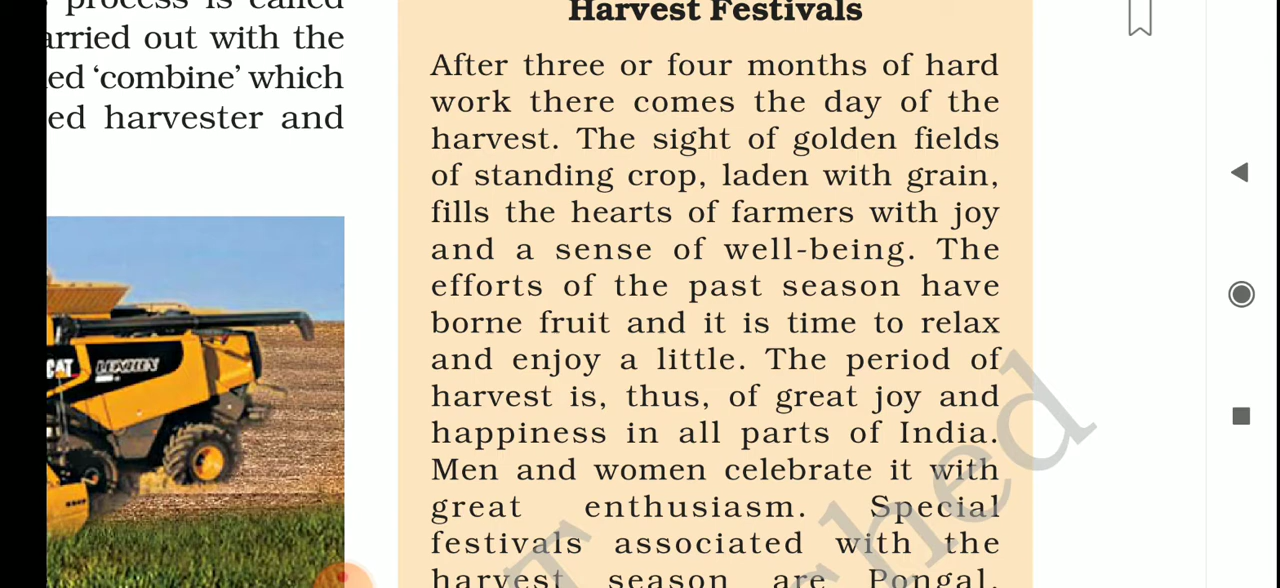 process is called
arried out with the
ed ‘combine’ which
ed harvester and
CAT LEXION
Harvest Festivals
After three or four months of hard
work there comes the day of the
harvest. The sight of golden fields
of standing crop, laden with grain,
fills the hearts of farmers with joy
and a sense of well-being. The
efforts of the past season have
borne fruit and it is time to relax
and enjoy a little. The period of
harvest is, thus, of great joy and
happiness in all parts of India.
Men and women celebrate it with
great enthusiasm. Special
festivals associated with the
harvest season are Pongal,